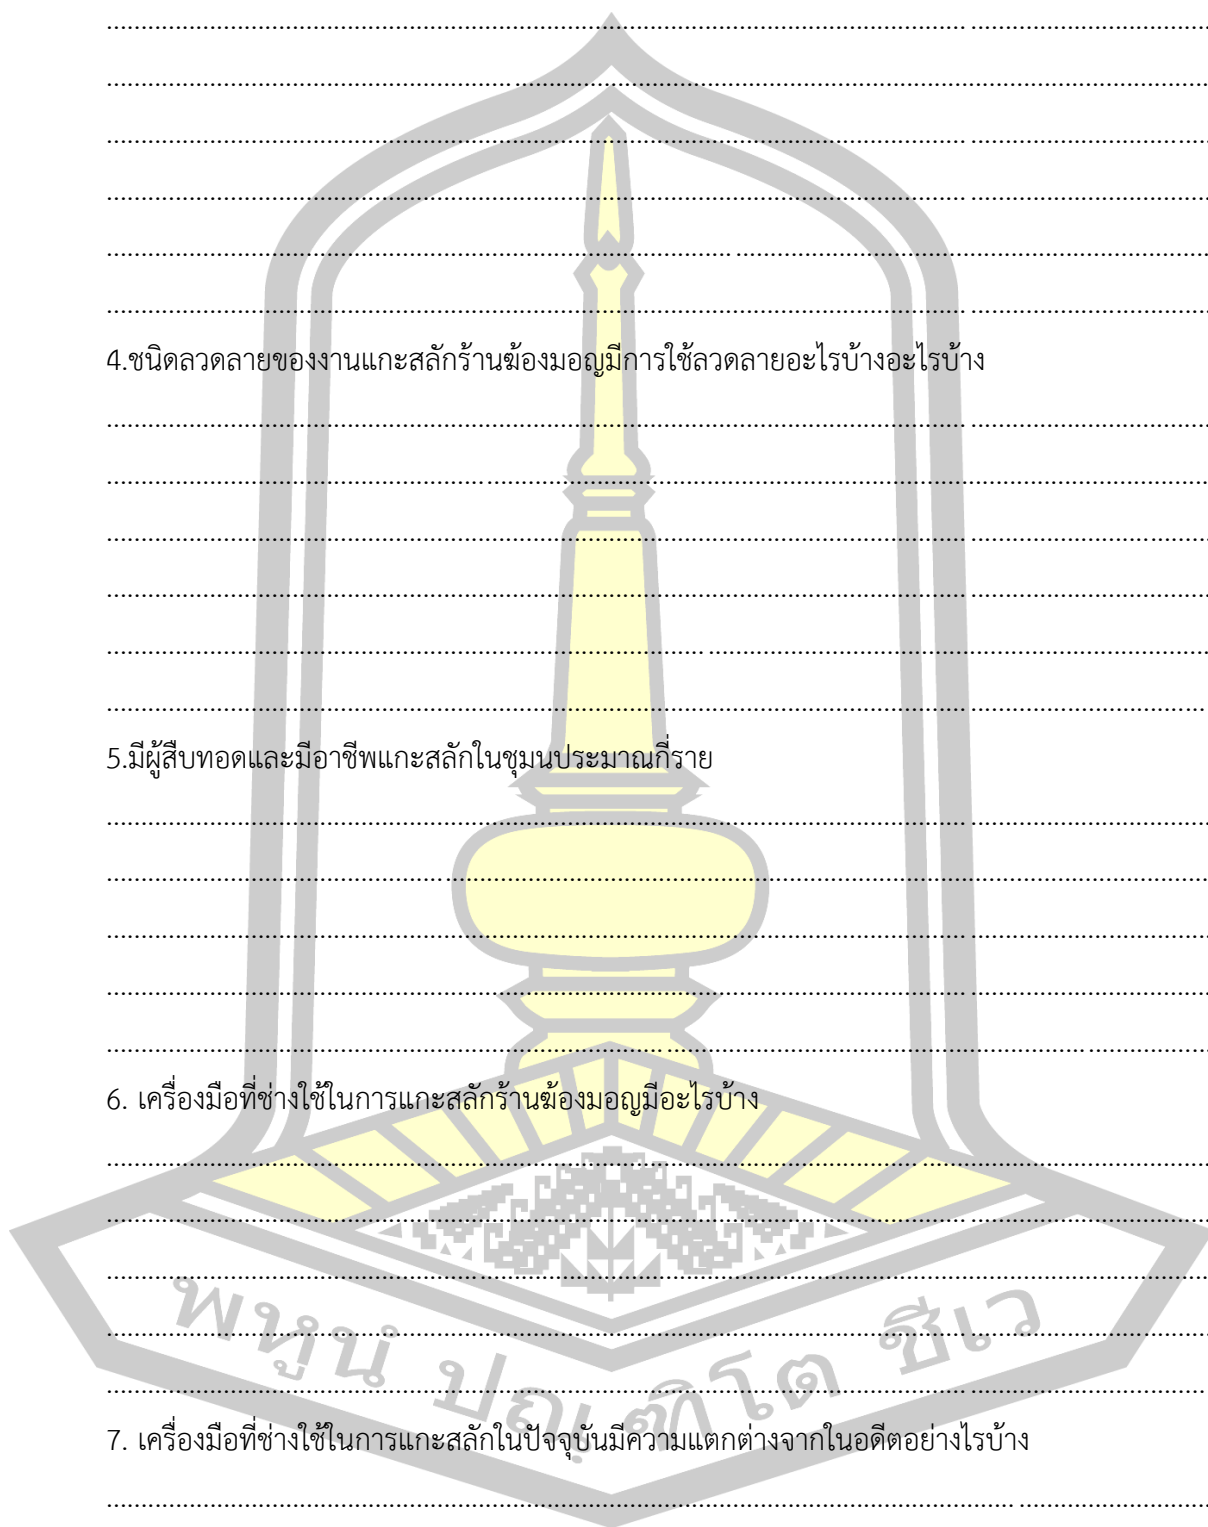 4.ชนิดลวดลายของงานแกะสลักร้านฆ้องมอญมีการใช้ลวดลายอะไรบ้างอะไรบ้าง
5.มีผู้สืบทอดและมีอาชีพแกะสลักในชุมนประมาณกี่ราย
6. เครื่องมือที่ช่างใช้ในการแกะสลักร้านฆ้องมอญมีอะไรบ้าง
พหูนํ ปณฺฑิโต ชีเว
7. เครื่องมือที่ช่างใช้ในการแกะสลักในปัจจุบันมีความแตกต่างจากในอดีตอย่างไรบ้าง